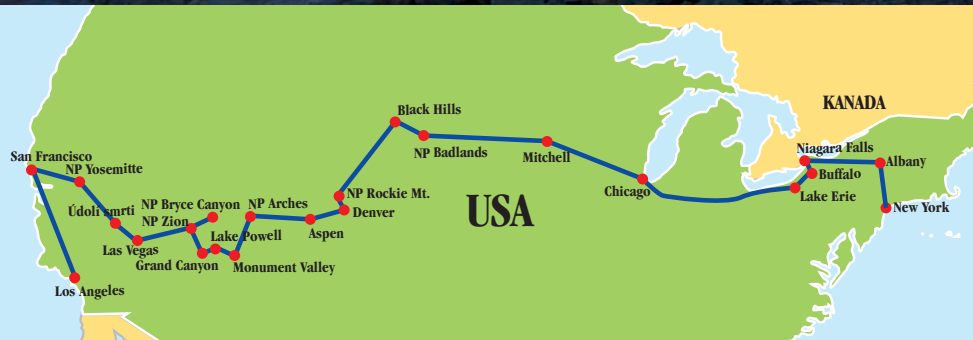 Black Hills
KANADA
NP Badlands
Mitchell
Niagara Falls
San Francisco
NP Yosemitte
Albany
Buffalo
Chicago
NP Rockie Mt.
Lake Erie
NP Bryce Canyon
NP Arches
New York
Údolí smrti
Denver
USA
NP Zion
Aspen
Lake Powell
Las Vegas
Grand Canyon
Monument Valley
Los Angeles